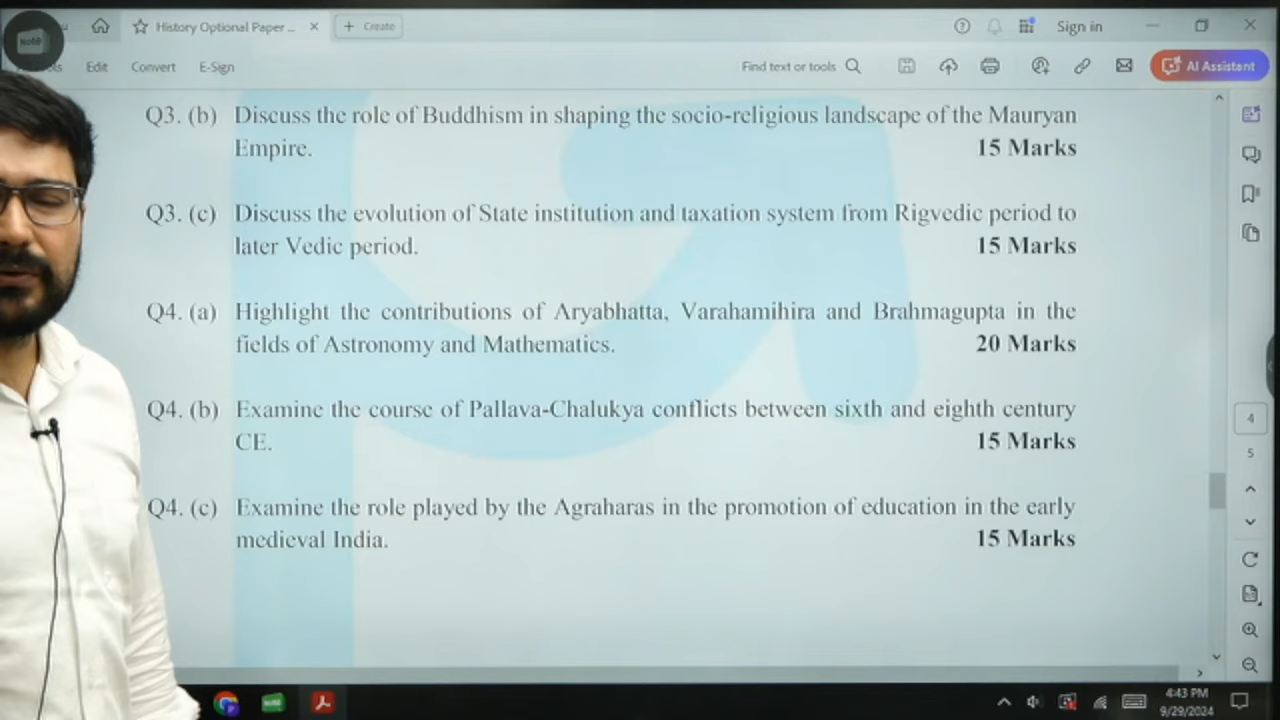 History Optional Paper ...
+ Create
Sign in
Edit
Convert
E-Sign
Find text or tools
AI Assistant
Q3. (b) Discuss the role of Buddhism in shaping the socio-religious landscape of the Mauryan
Empire. 15 Marks
Q3. (c) Discuss the evolution of State institution and taxation system from Rigvedic period to
later Vedic period. 15 Marks
Q4. (a) Highlight the contributions of Aryabhatta, Varahamihira and Brahmagupta in the
fields of Astronomy and Mathematics. 20 Marks
Q4. (b) Examine the course of Pallava-Chalukya conflicts between sixth and eighth century
CE. 15 Marks
Q4. (c) Examine the role played by the Agraharas in the promotion of education in the early
medieval India. 15 Marks
4
5
4:43 PM
9/29/2024